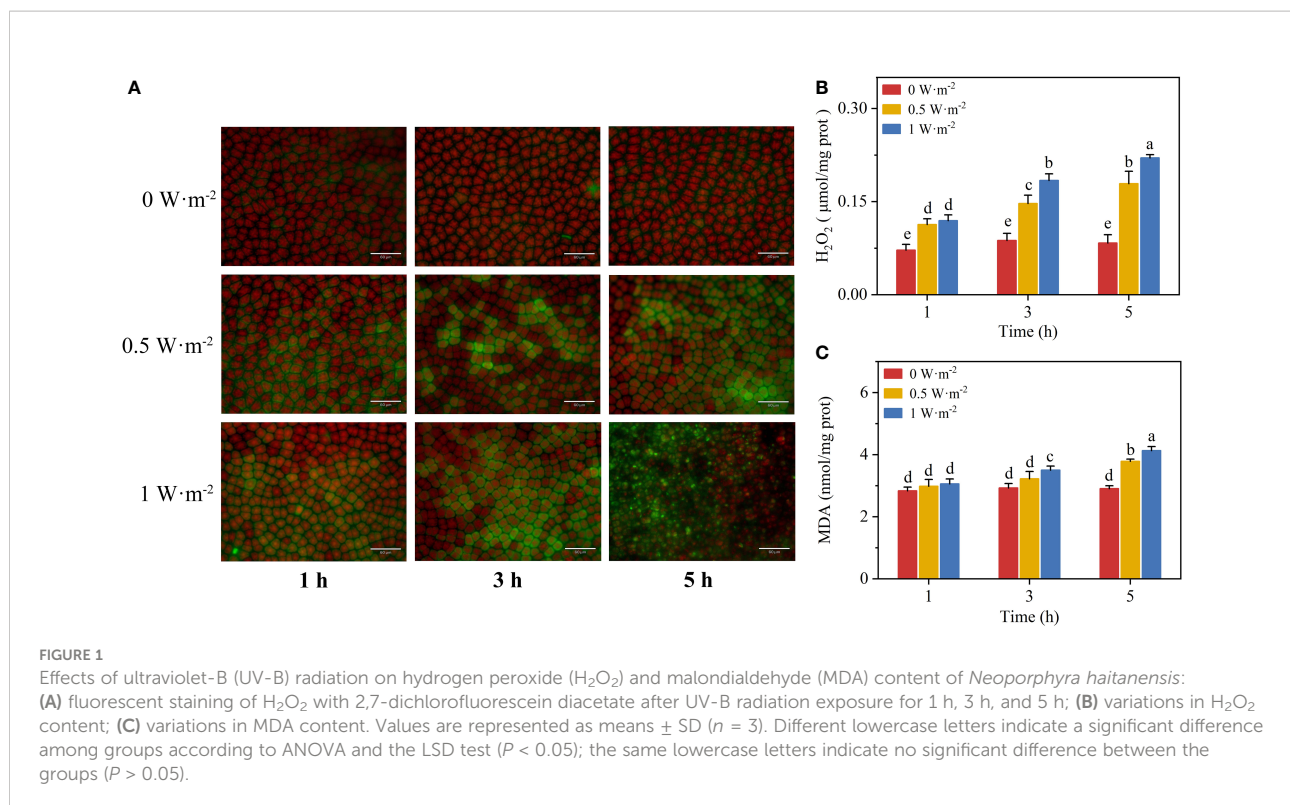 A
0 W·m⁻²
0.5 W·m⁻²
1 W·m⁻²
1 h 3 h 5 h
B
0 W·m⁻²
0.5 W·m⁻²
1 W·m⁻²
H₂O₂ ( μmol/mg prot )
0.30
0.15
0.00
e d d e c b e b a
1 3 5
Time (h)
C
0 W·m⁻²
0.5 W·m⁻²
1 W·m⁻²
MDA (nmol/mg prot)
6
4
2
0
d d d d d c d b a
1 3 5
Time (h)
FIGURE 1
Effects of ultraviolet-B (UV-B) radiation on hydrogen peroxide (H₂O₂) and malondialdehyde (MDA) content of Neoporphyra haitanensis:
(A) fluorescent staining of H₂O₂ with 2,7-dichlorofluorescein diacetate after UV-B radiation exposure for 1 h, 3 h, and 5 h; (B) variations in H₂O₂
content; (C) variations in MDA content. Values are represented as means ± SD (n = 3). Different lowercase letters indicate a significant difference
among groups according to ANOVA and the LSD test (P < 0.05); the same lowercase letters indicate no significant difference between the
groups (P > 0.05).